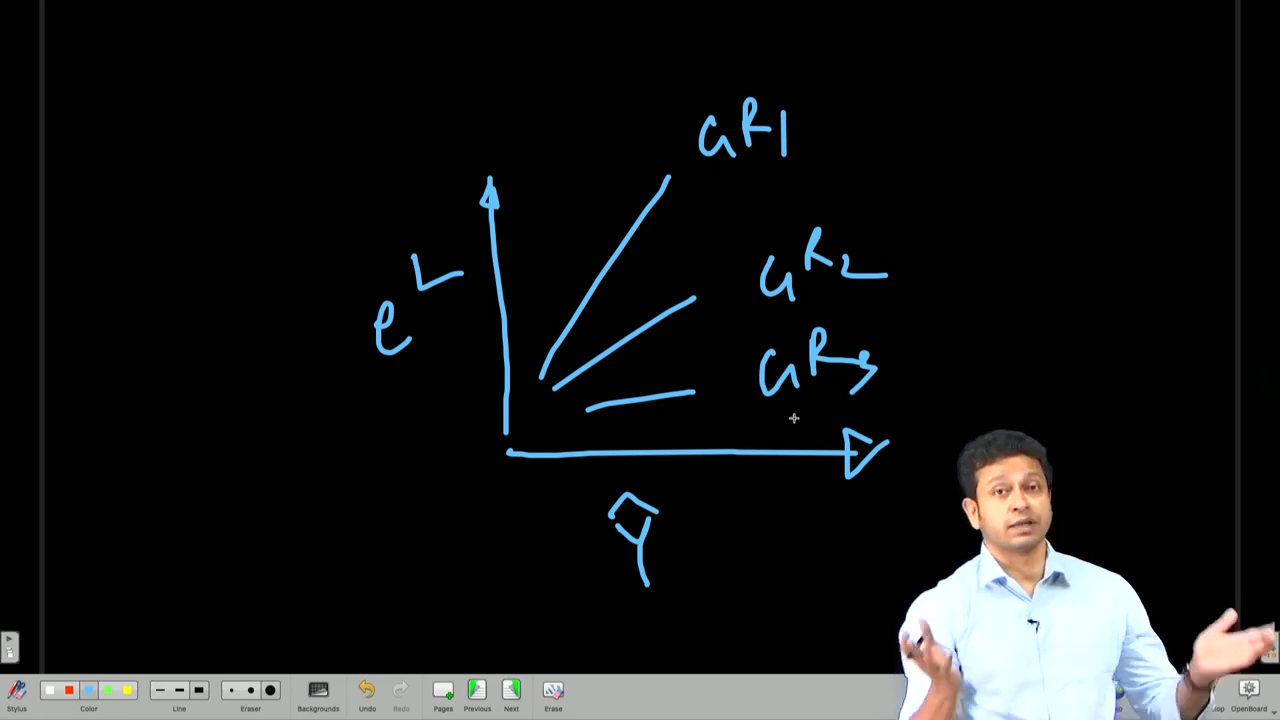 GR1
GR2
e^L
GR3
Ŷ
Stylus
Color
Line
Eraser
Backgrounds
Undo
Redo
Pages
Previous
Next
Erase
OpenBoard